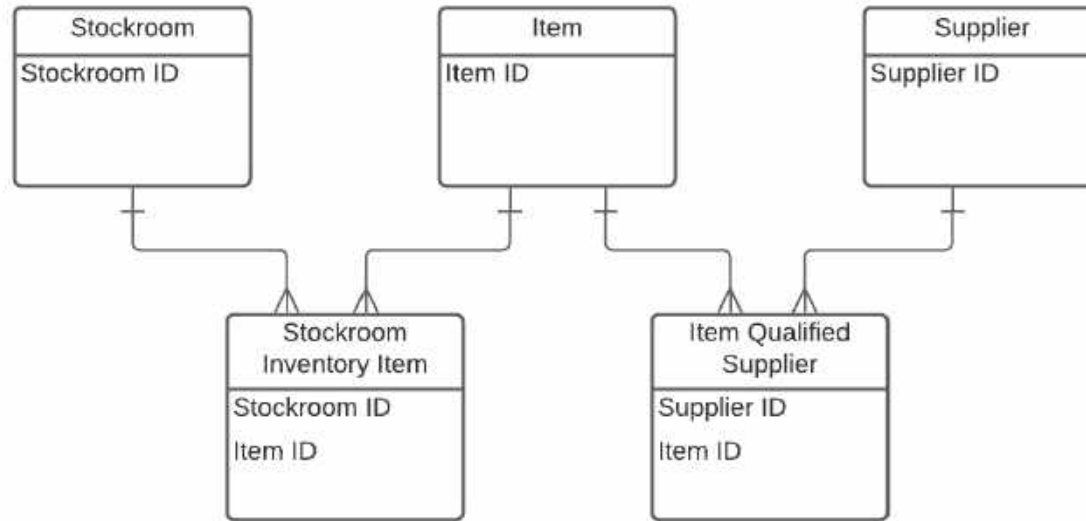 Stockroom
Stockroom ID
Item
Item ID
Supplier
Supplier ID
Stockroom
Inventory Item
Stockroom ID
Item ID
Item Qualified
Supplier
Supplier ID
Item ID